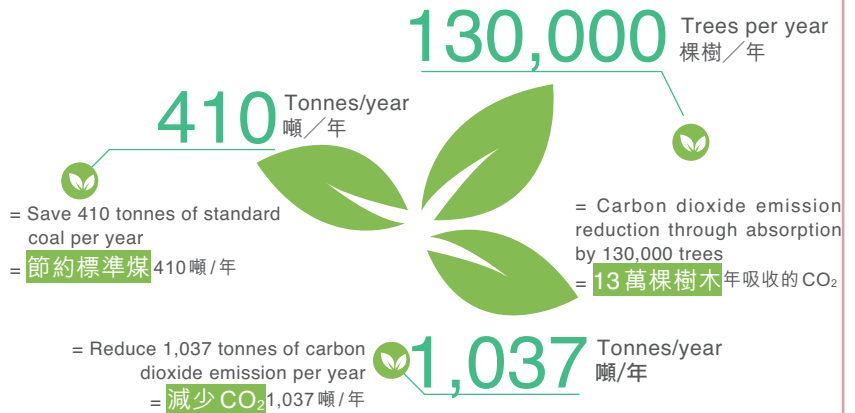 130,000 Trees per year
棵樹／年
410 Tonnes/year
噸／年
= Save 410 tonnes of standard
coal per year
= 節約標準煤410噸/年
= Carbon dioxide emission
reduction through absorption
by 130,000 trees
= 13萬棵樹木年吸收的CO₂
= Reduce 1,037 tonnes of carbon
dioxide emission per year
= 減少CO₂1,037噸/年
1,037 Tonnes/year
噸/年